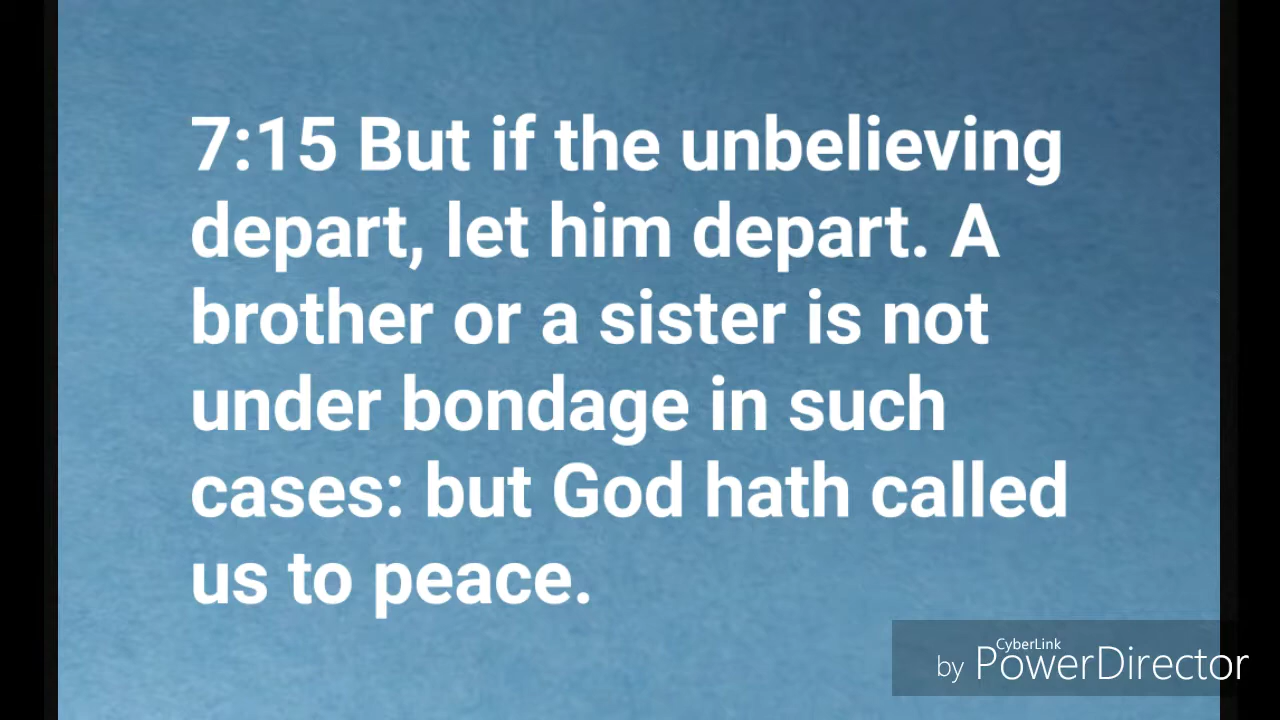 7:15 But if the unbelieving
depart, let him depart. A
brother or a sister is not
under bondage in such
cases: but God hath called
us to peace.
CyberLink
by PowerDirector